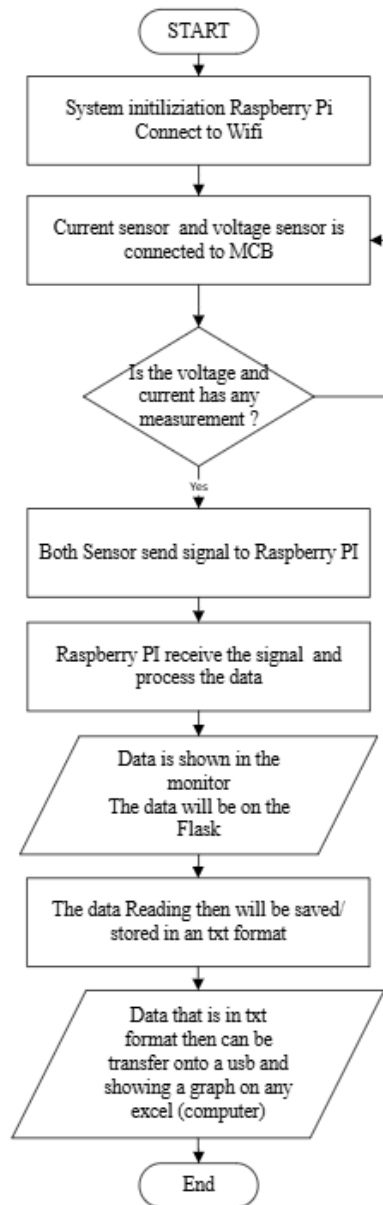 START
System initiliziation Raspberry Pi
Connect to Wifi
Current sensor and voltage sensor is
connected to MCB
Is the voltage and
current has any
measurement ?
Yes
Both Sensor send signal to Raspberry PI
Raspberry PI receive the signal and
process the data
Data is shown in the
monitor
The data will be on the
Flask
The data Reading then will be saved/
stored in an txt format
Data that is in txt
format then can be
transfer onto a usb and
showing a graph on any
excel (computer)
End